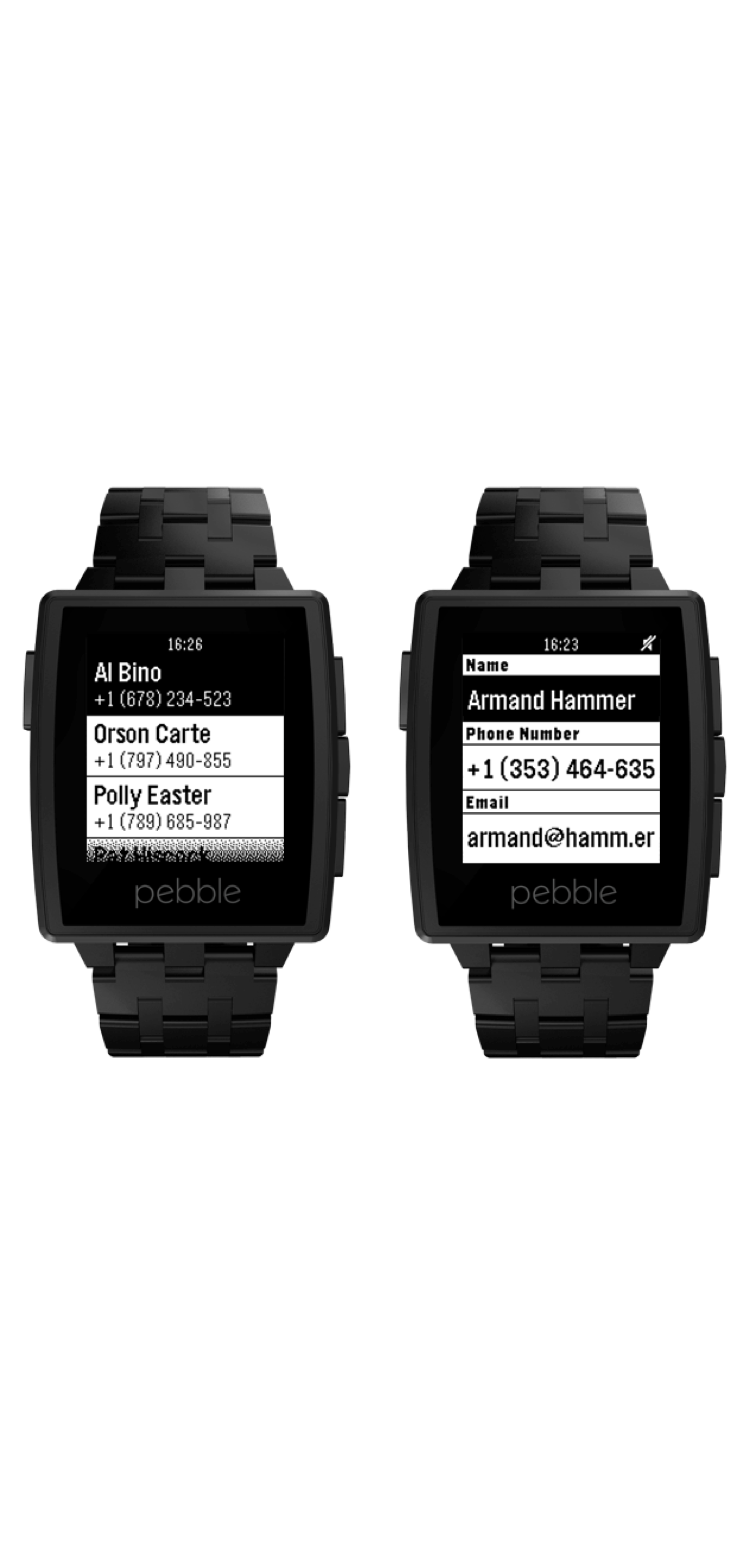 16:26
Al Bino
+1 (678) 234-523
Orson Carte
+1 (797) 490-855
Polly Easter
+1 (789) 685-987
pebble
16:23
Name
Armand Hammer
Phone Number
+1 (353) 464-635
Email
armand@hamm.er
pebble